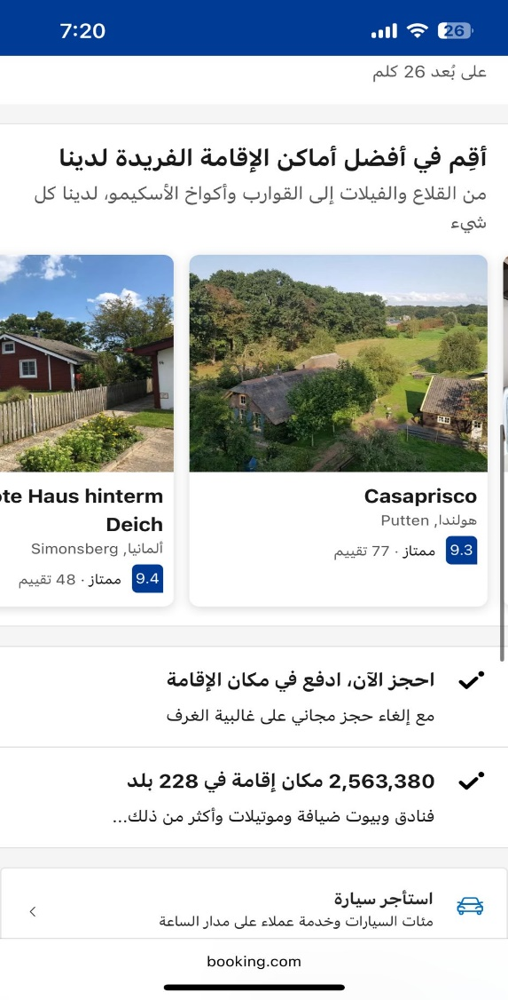 7:20
26
على بُعد 26 كلم
أقِم في أفضل أماكن الإقامة الفريدة لدينا
من القلاع والفيلات إلى القوارب وأكواخ الأسكيمو، لدينا كل
شيء
Casaprisco
هولندا, Putten
9.3 ممتاز · 77 تقييم
te Haus hinterm
Deich
ألمانيا, Simonsberg
9.4 ممتاز · 48 تقييم
احجز الآن، ادفع في مكان الإقامة
مع إلغاء حجز مجاني على غالبية الغرف
2,563,380 مكان إقامة في 228 بلد
فنادق وبيوت ضيافة وموتيلات وأكثر من ذلك...
استأجر سيارة
مئات السيارات وخدمة عملاء على مدار الساعة
booking.com